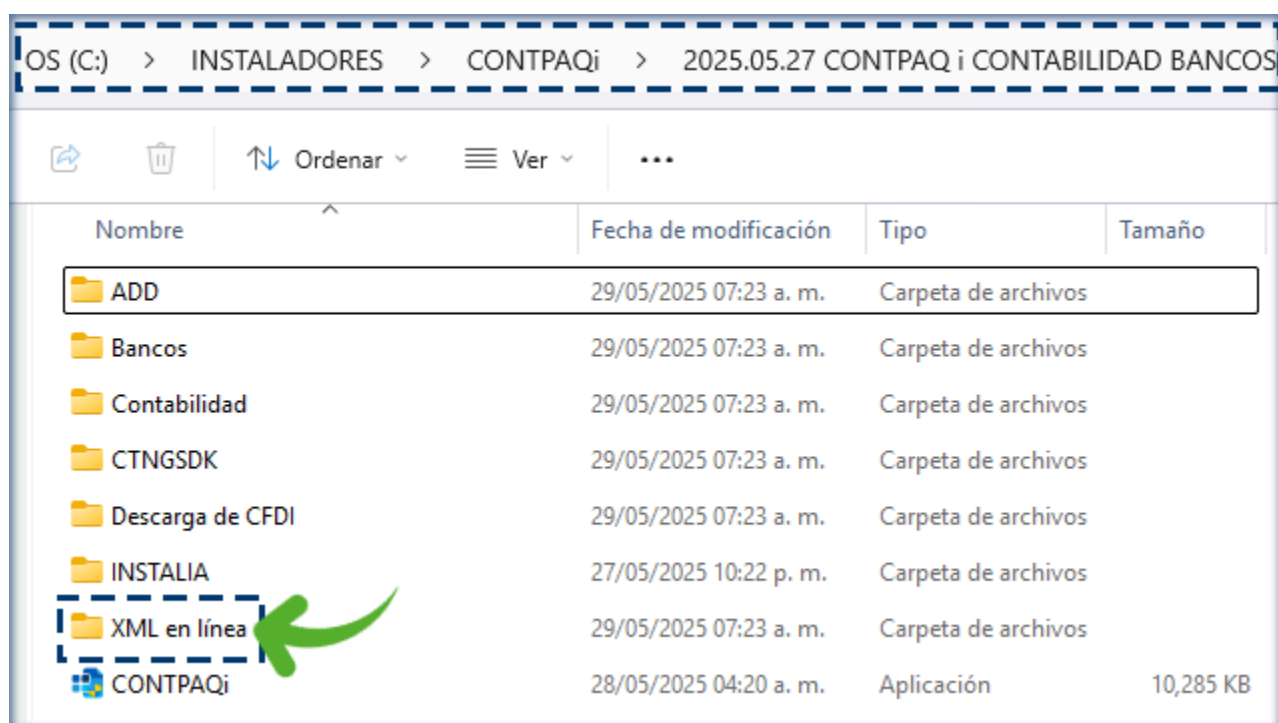 OS (C:) > INSTALADORES > CONTPAQi > 2025.05.27 CONTPAQ i CONTABILIDAD BANCOS
Ordenar Ver ...
Nombre Fecha de modificación Tipo Tamaño
ADD 29/05/2025 07:23 a. m. Carpeta de archivos
Bancos 29/05/2025 07:23 a. m. Carpeta de archivos
Contabilidad 29/05/2025 07:23 a. m. Carpeta de archivos
CTNGSDK 29/05/2025 07:23 a. m. Carpeta de archivos
Descarga de CFDI 29/05/2025 07:23 a. m. Carpeta de archivos
INSTALIA 27/05/2025 10:22 p. m. Carpeta de archivos
XML en línea 29/05/2025 07:23 a. m. Carpeta de archivos
CONTPAQi 28/05/2025 04:20 a. m. Aplicación 10,285 KB